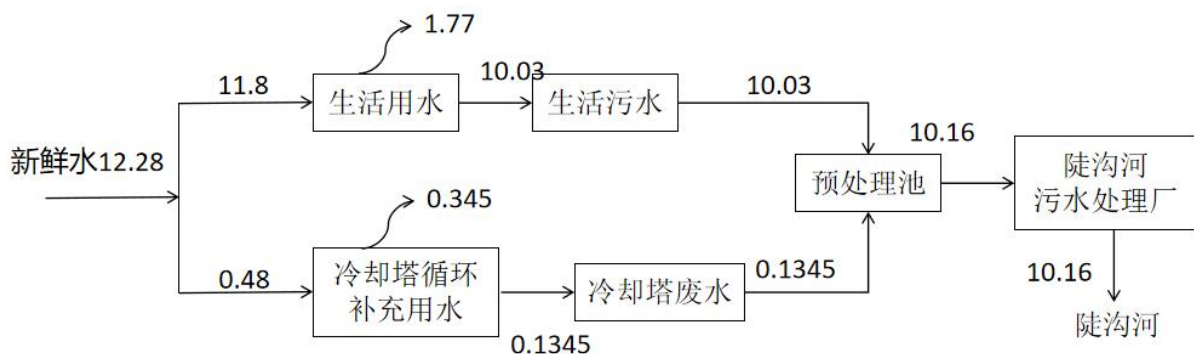 1.77
11.8
生活用水
10.03
生活污水
10.03
新鲜水12.28
10.16
预处理池
陡沟河
污水处理厂
0.345
0.48
冷却塔循环
补充用水
0.1345
冷却塔废水
0.1345
10.16
陡沟河